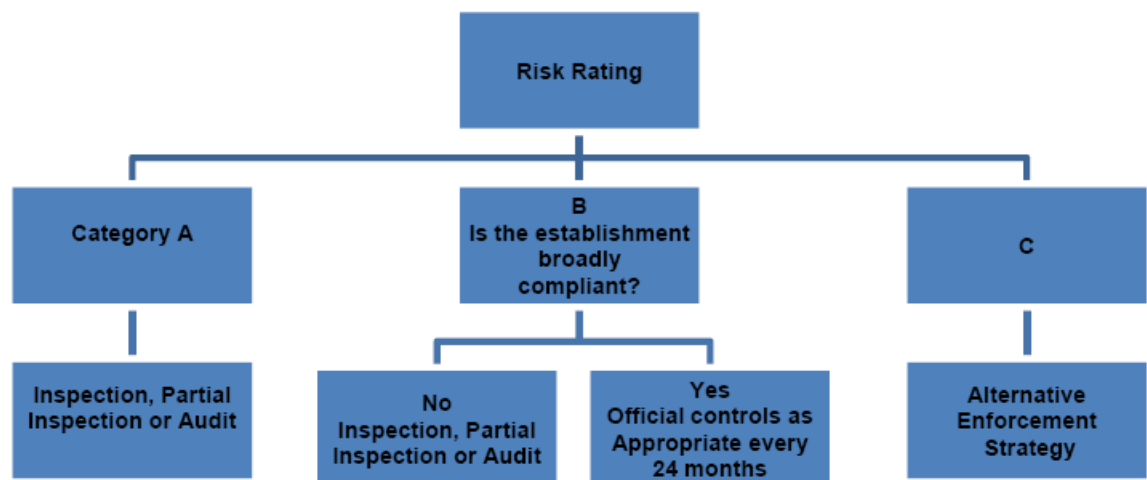 Risk Rating
Category A
B
Is the establishment
broadly
compliant?
C
Inspection, Partial
Inspection or Audit
No
Inspection, Partial
Inspection or Audit
Yes
Official controls as
Appropriate every
24 months
Alternative
Enforcement
Strategy